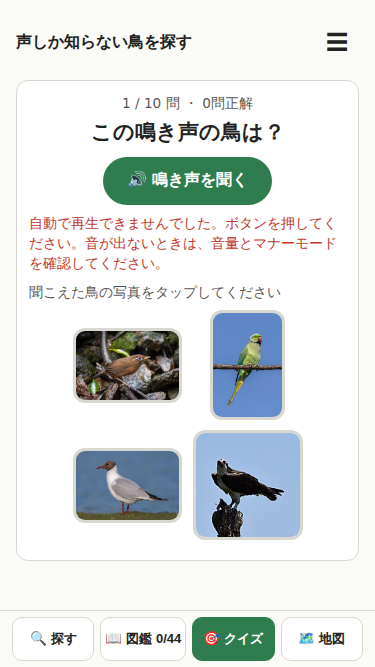 声しか知らない鳥を探す
☰
1 / 10 問 ・ 0問正解
この鳴き声の鳥は？
🔊 鳴き声を聞く
自動で再生できませんでした。ボタンを押してく
ださい。音が出ないときは、音量とマナーモード
を確認してください。
聞こえた鳥の写真をタップしてください
🔍 探す
📖 図鑑 0/44
🎯 クイズ
🗺️ 地図